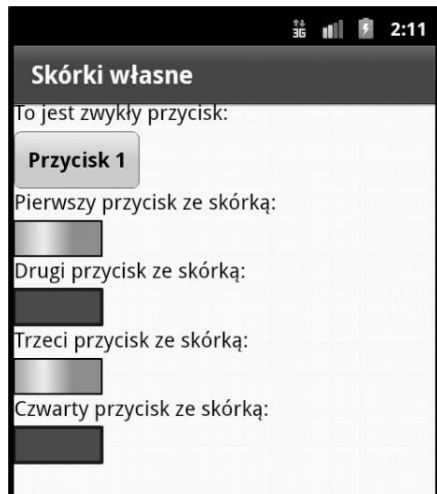 3G 2:11
Skórki własne
To jest zwykły przycisk:
Przycisk 1
Pierwszy przycisk ze skórką:
Drugi przycisk ze skórką:
Trzeci przycisk ze skórką:
Czwarty przycisk ze skórką: